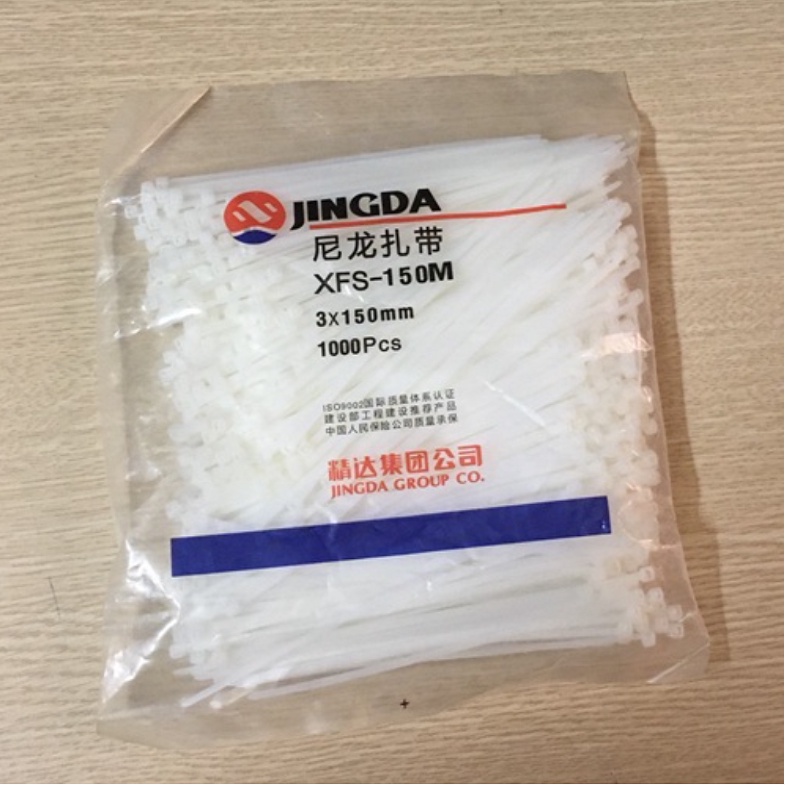 JINGDA
尼龙扎带
XFS-150M
3x150mm
1000Pcs
ISO9002国际质量体系认证
建设部工程建设推荐产品
中国人民保险公司质量承保
精达集团公司
JINGDA GROUP CO.